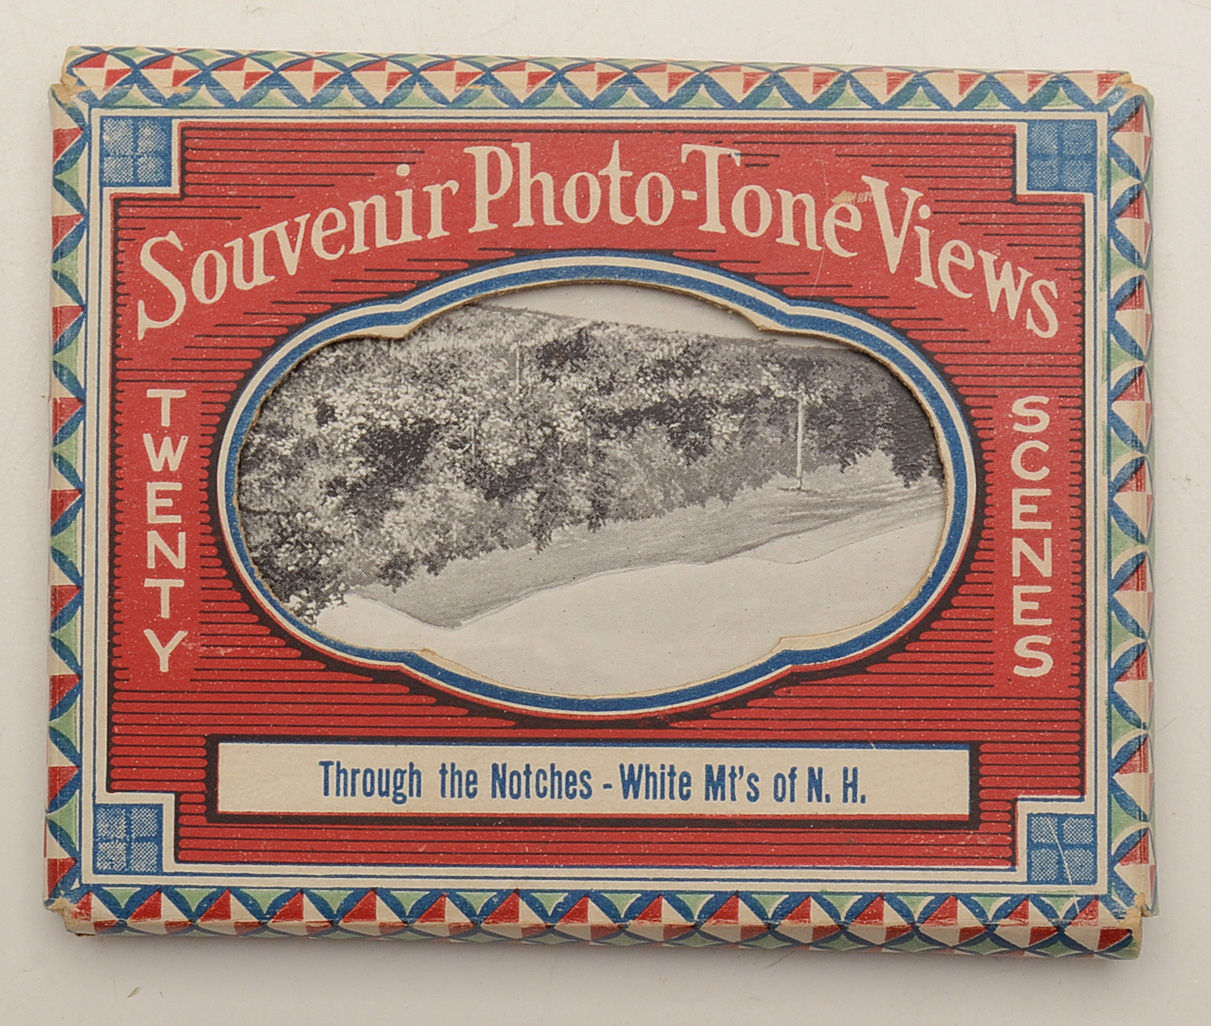 Souvenir Photo-Tone Views
TWENTY
SCENES
Through the Notches - White Mt's of N. H.